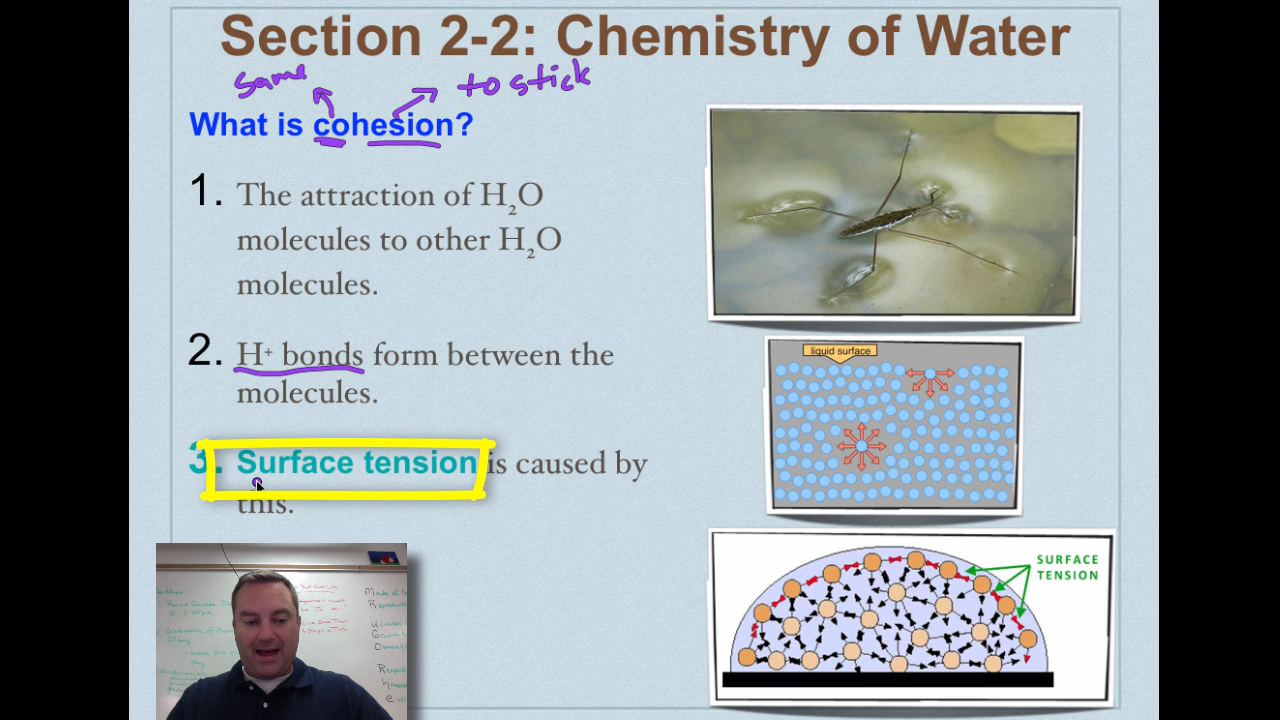 Section 2-2: Chemistry of Water
same
to stick
What is cohesion?
1. The attraction of H₂O
molecules to other H₂O
molecules.
2. H⁺ bonds form between the
molecules.
3. Surface tension is caused by
this.
liquid surface
SURFACE
TENSION